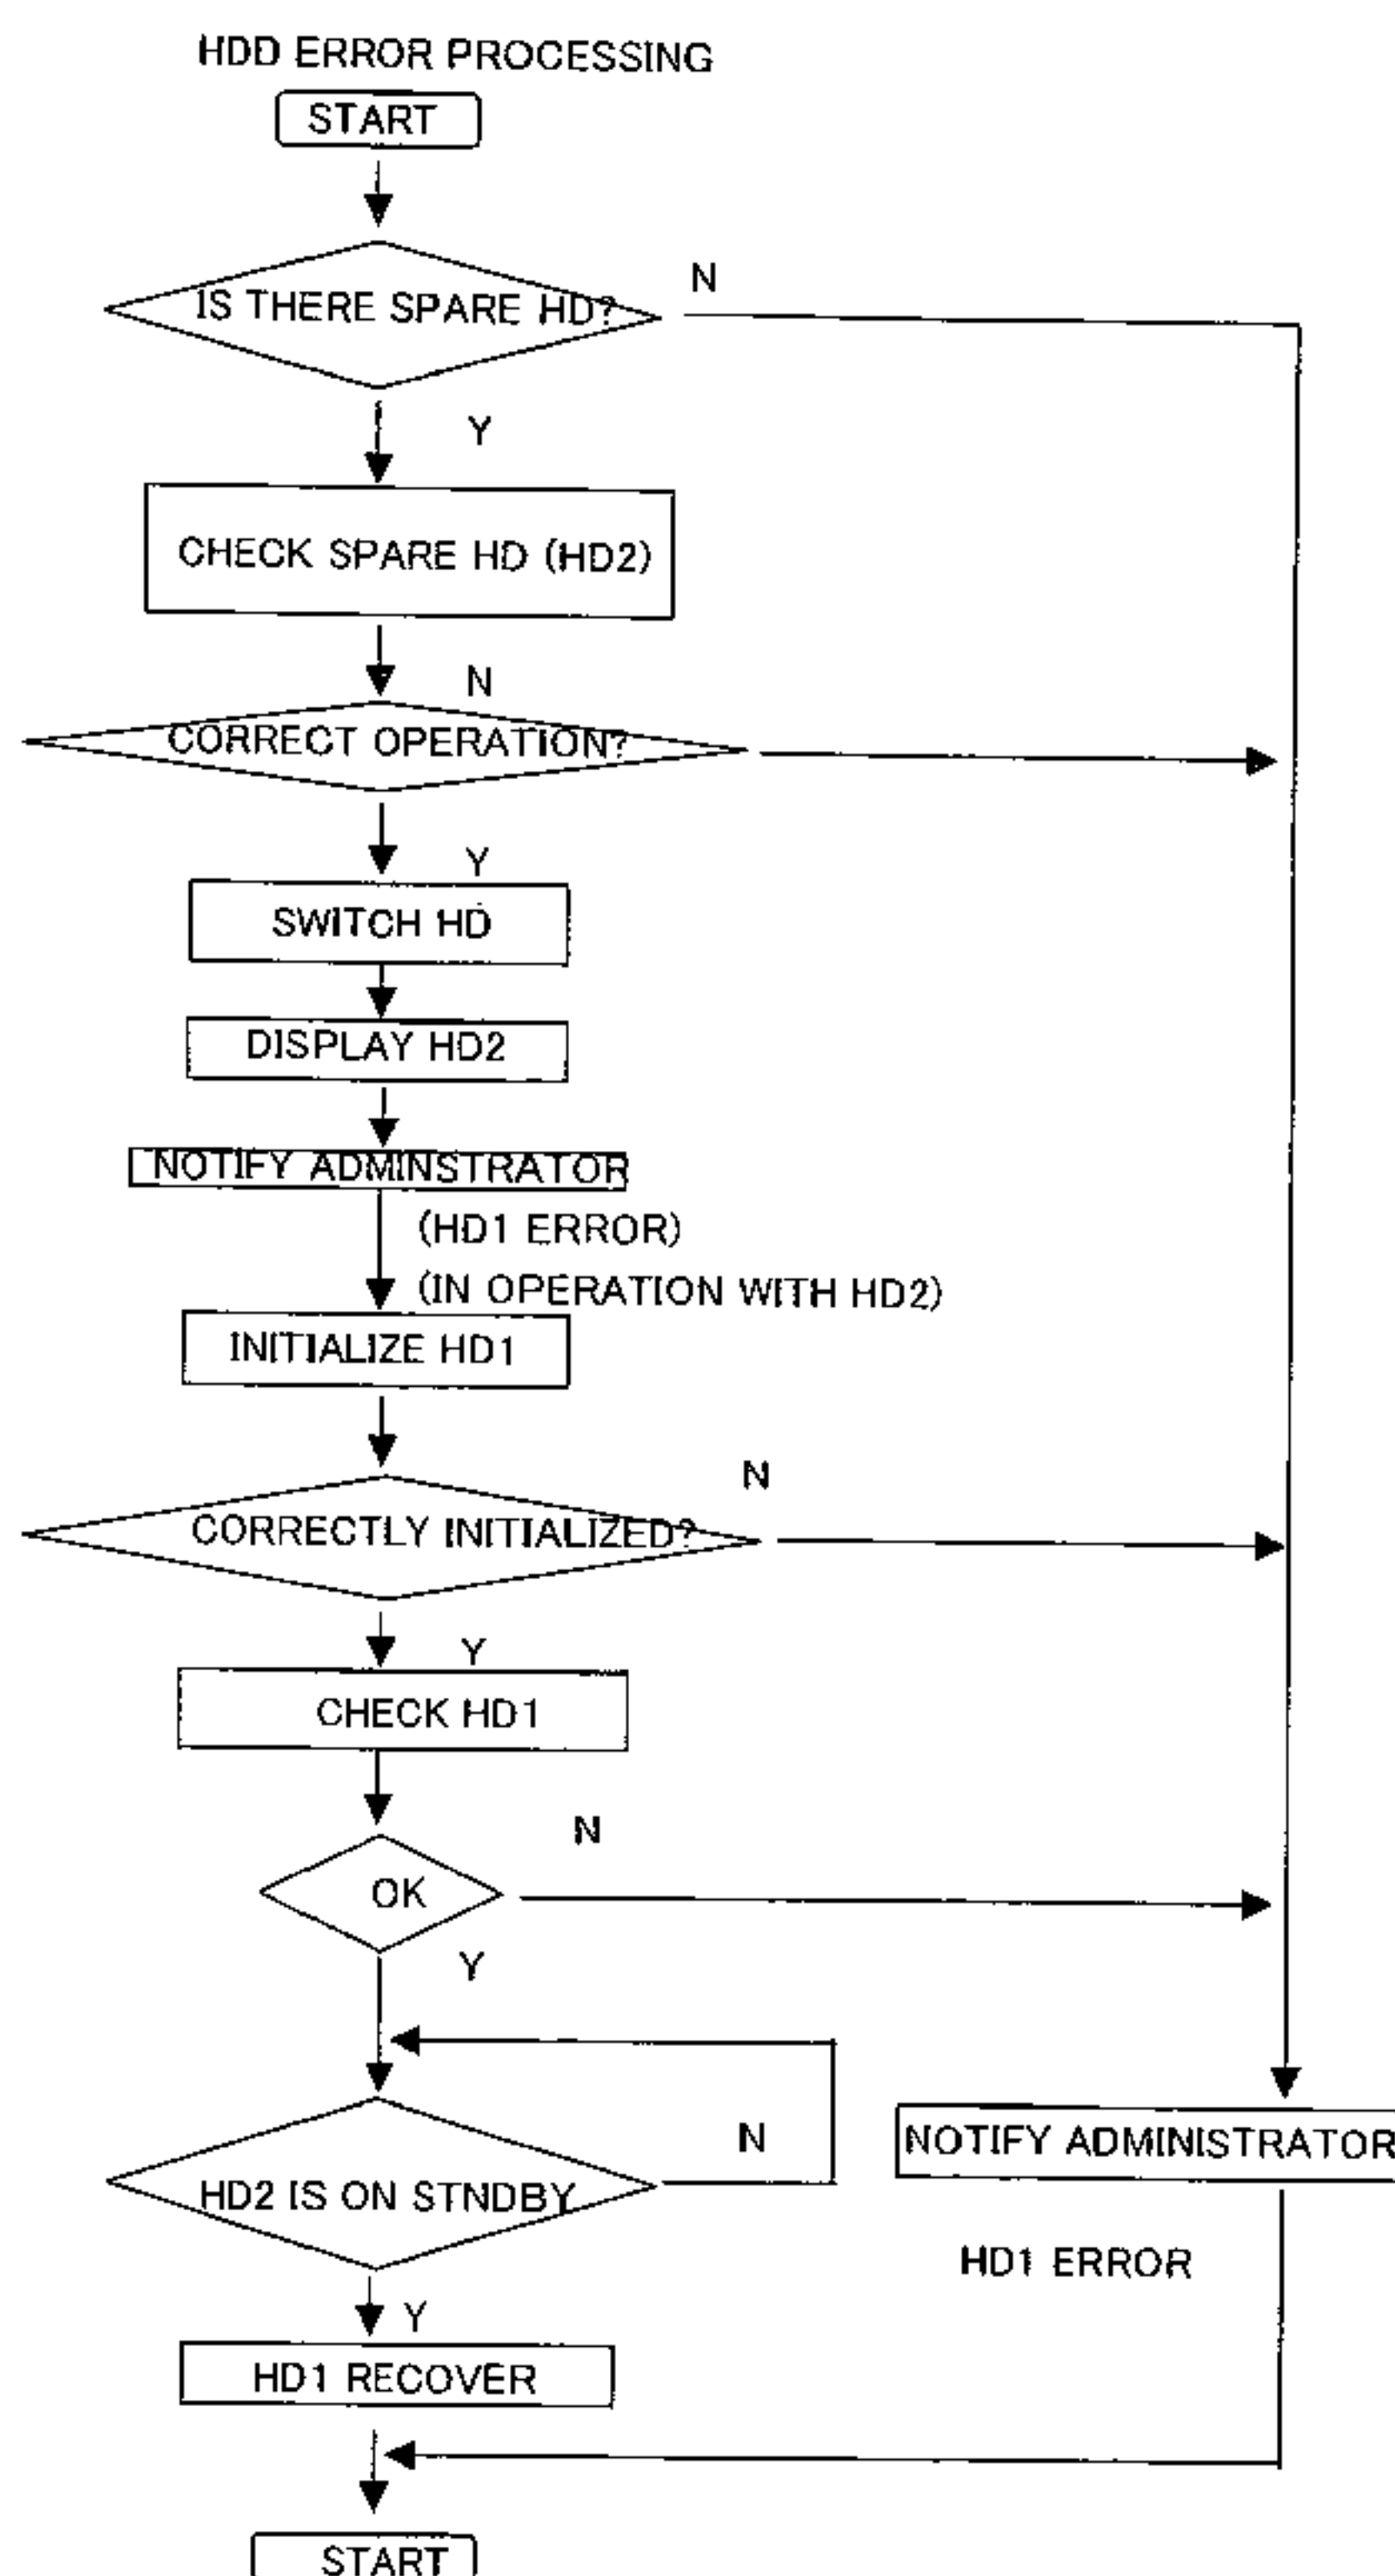 HDD ERROR PROCESSING
START
IS THERE SPARE HD?
N
Y
CHECK SPARE HD (HD2)
N
CORRECT OPERATION?
Y
SWITCH HD
DISPLAY HD2
NOTIFY ADMINSTRATOR
(HD1 ERROR)
(IN OPERATION WITH HD2)
INITIALIZE HD1
N
CORRECTLY INITIALIZED?
Y
CHECK HD1
N
OK
Y
N
NOTIFY ADMINISTRATOR
HD2 IS ON STNDBY
HD1 ERROR
Y
HD1 RECOVER
START